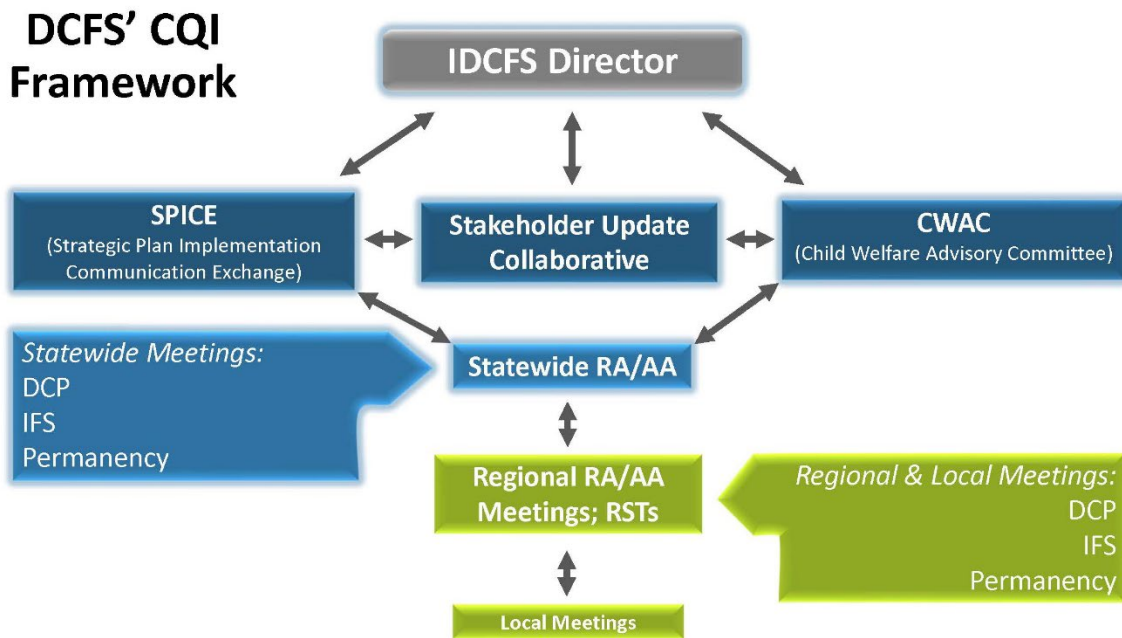 DCFS’ CQI
Framework
IDCFS Director
SPICE
(Strategic Plan Implementation
Communication Exchange)
Stakeholder Update
Collaborative
CWAC
(Child Welfare Advisory Committee)
Statewide Meetings:
DCP
IFS
Permanency
Statewide RA/AA
Regional RA/AA
Meetings; RSTs
Regional & Local Meetings:
DCP
IFS
Permanency
Local Meetings